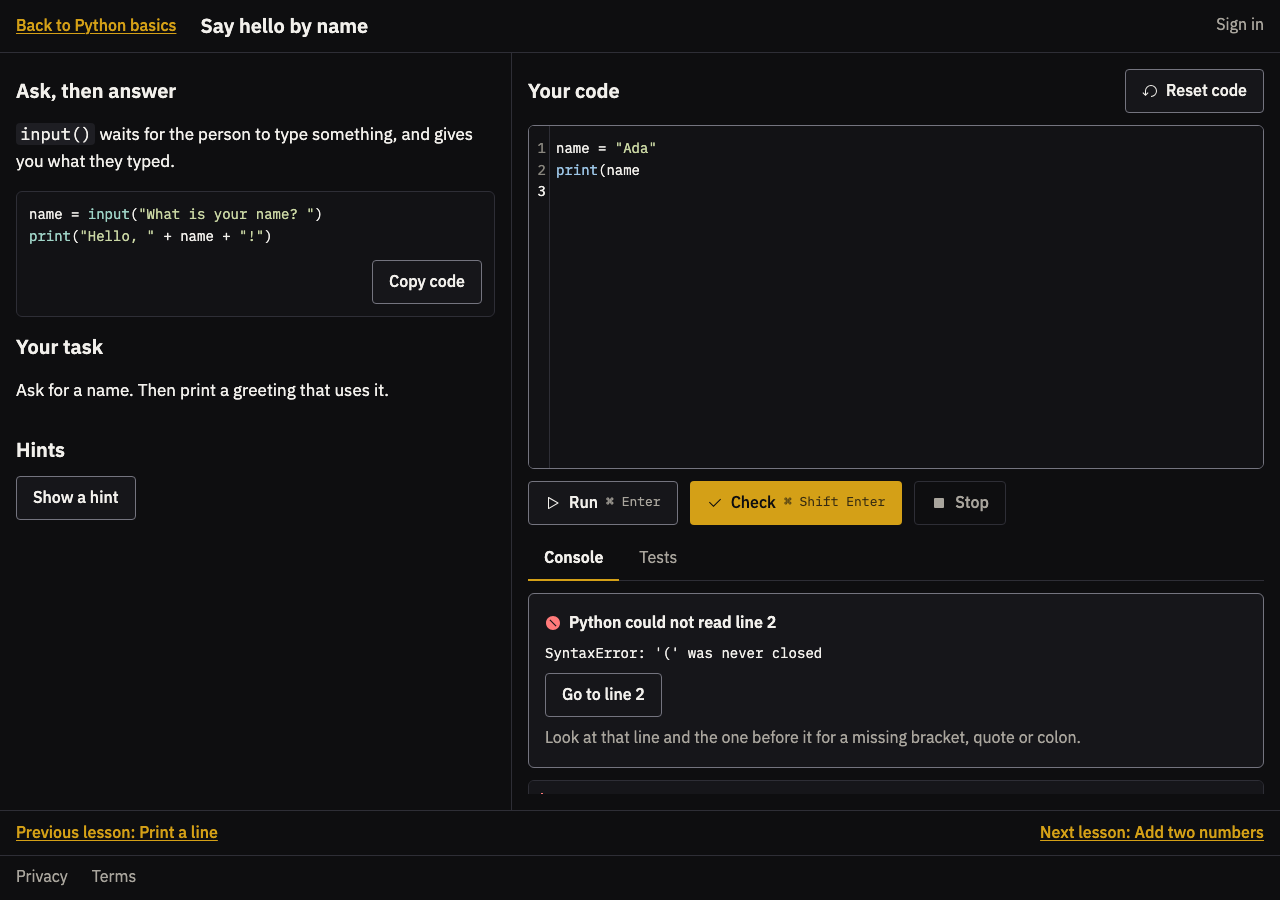 Back to Python basics
Say hello by name
Sign in
Ask, then answer
input() waits for the person to type something, and gives
you what they typed.
name = input("What is your name? ")
print("Hello, " + name + "!")
Copy code
Your task
Ask for a name. Then print a greeting that uses it.
Hints
Show a hint
Your code
Reset code
1 name = "Ada"
2 print(name
3
Run ⌘ Enter
Check ⌘ Shift Enter
Stop
Console
Tests
Python could not read line 2
SyntaxError: '(' was never closed
Go to line 2
Look at that line and the one before it for a missing bracket, quote or colon.
Previous lesson: Print a line
Next lesson: Add two numbers
Privacy
Terms